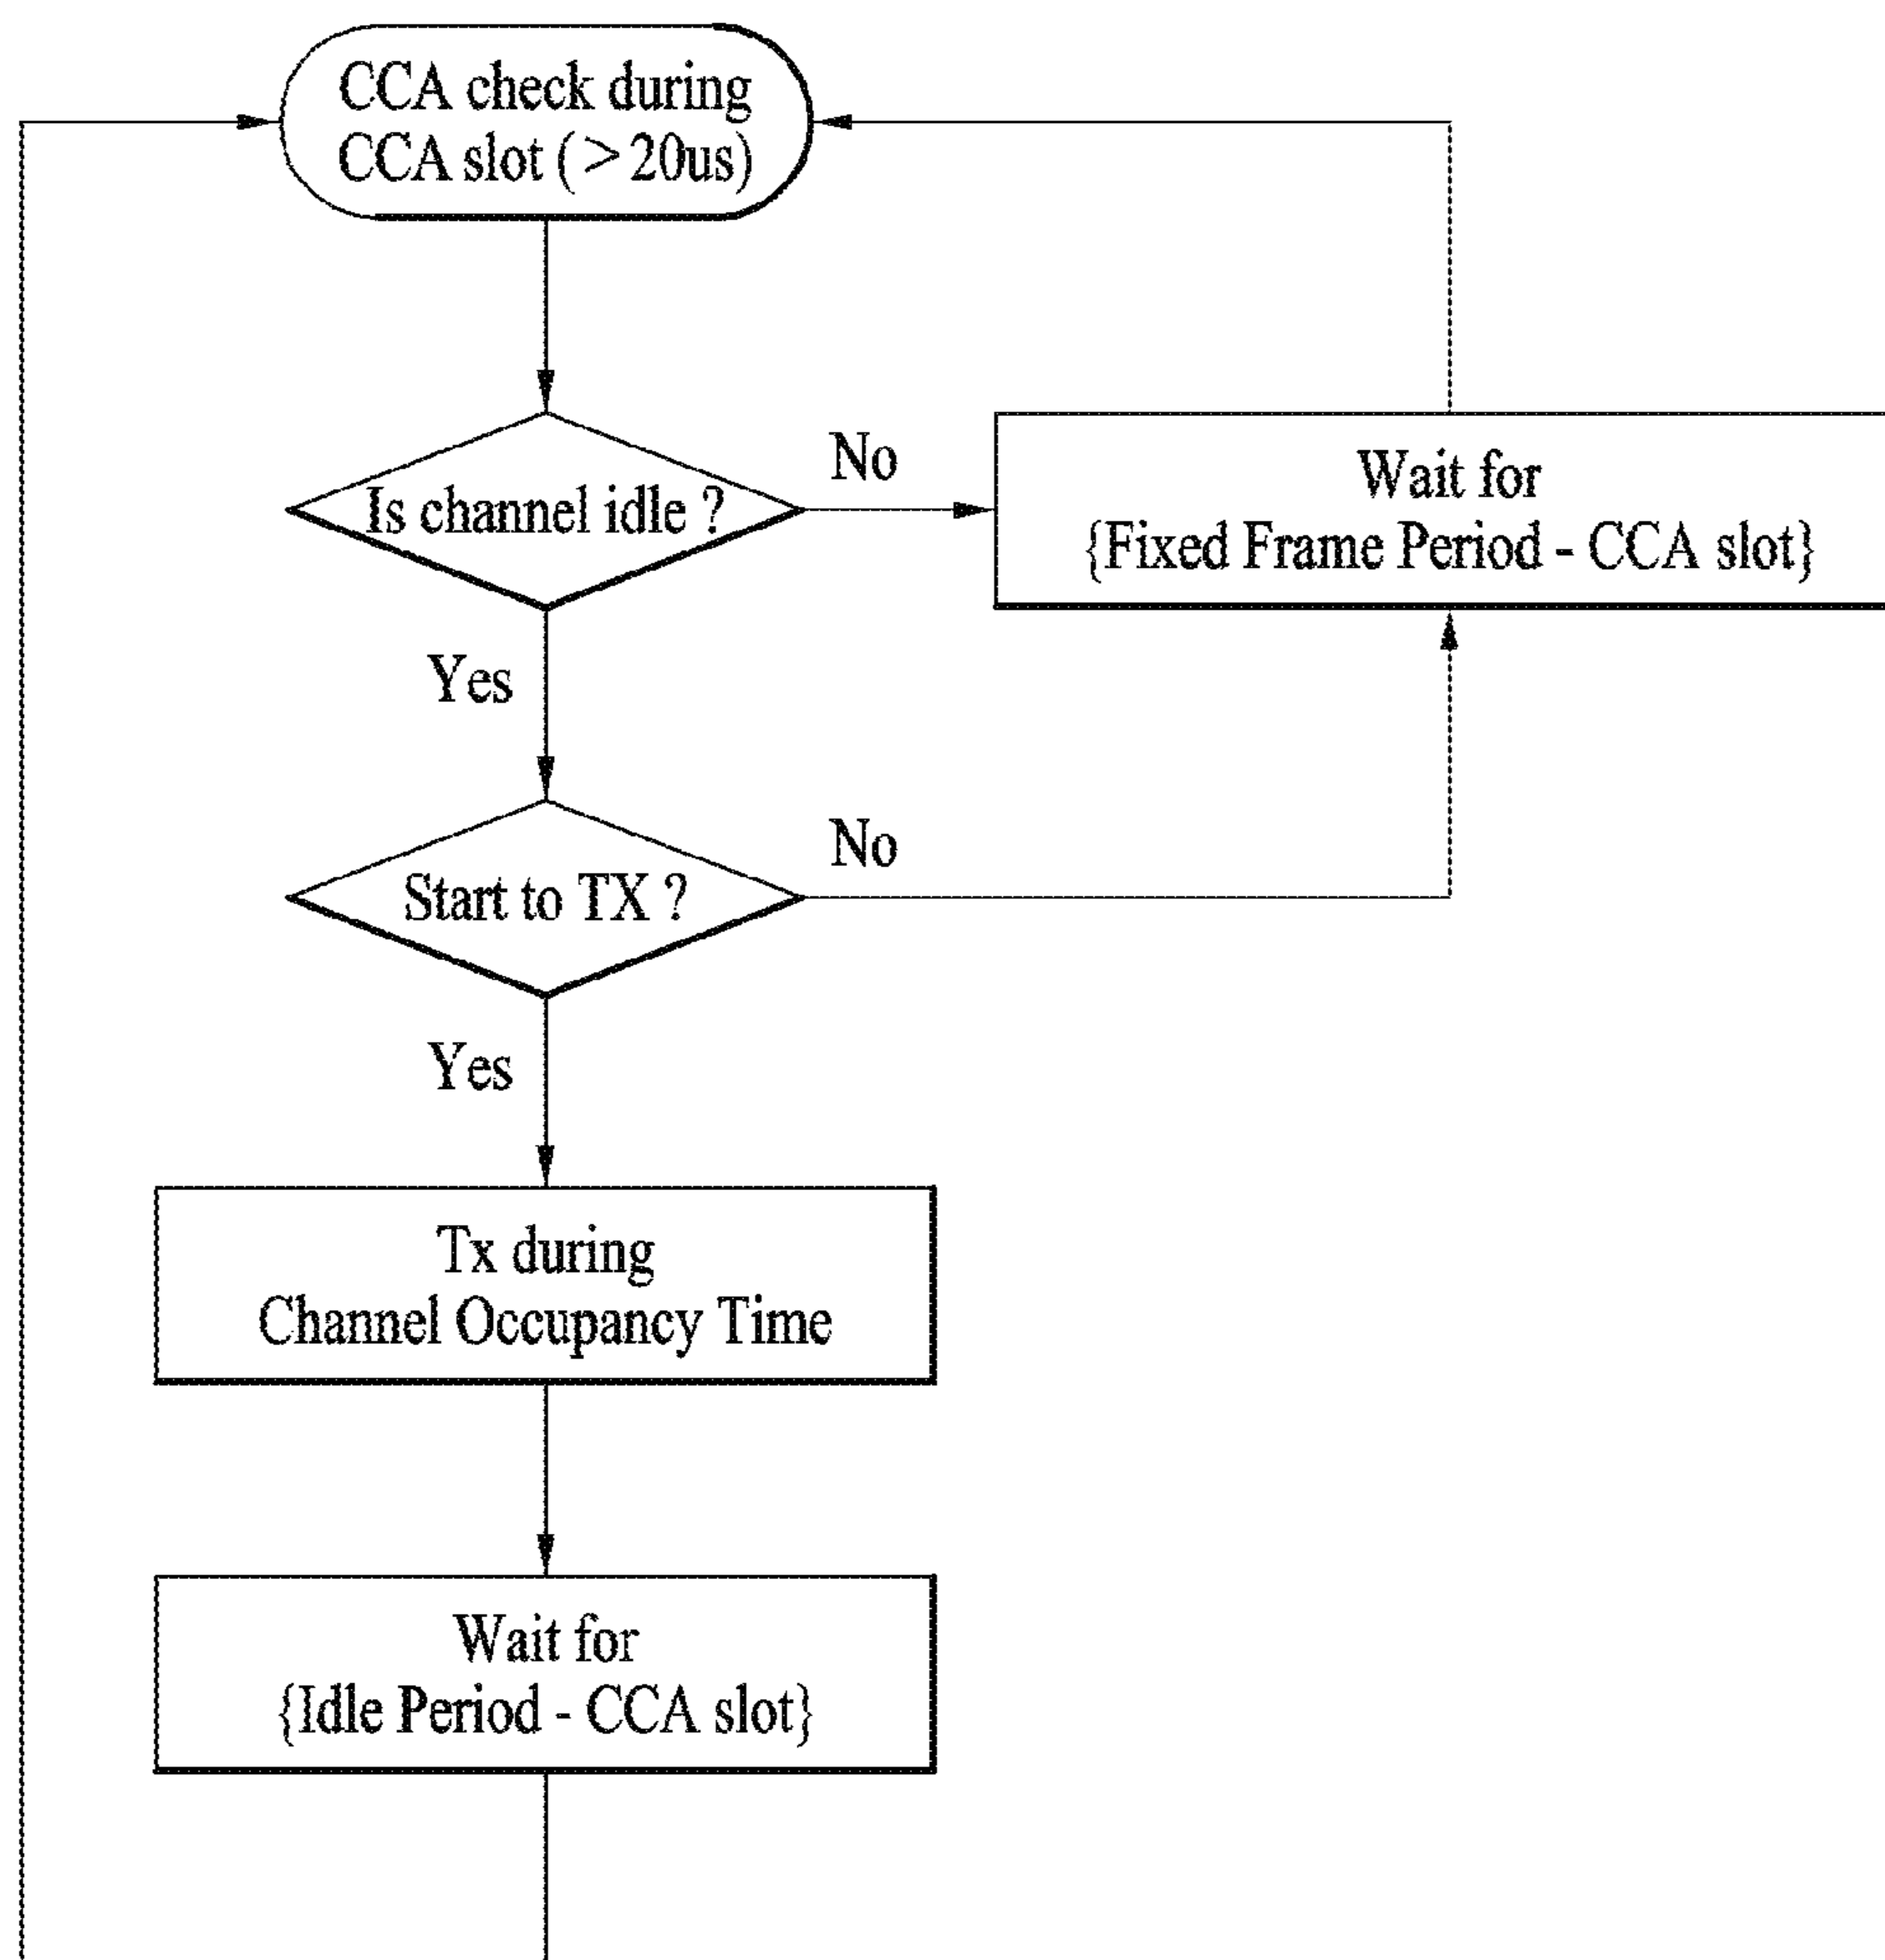 CCA check during
CCA slot ( > 20us)
Is channel idle ?
No
Wait for
{Fixed Frame Period - CCA slot}
Yes
Start to TX ?
No
Yes
Tx during
Channel Occupancy Time
Wait for
{Idle Period - CCA slot}